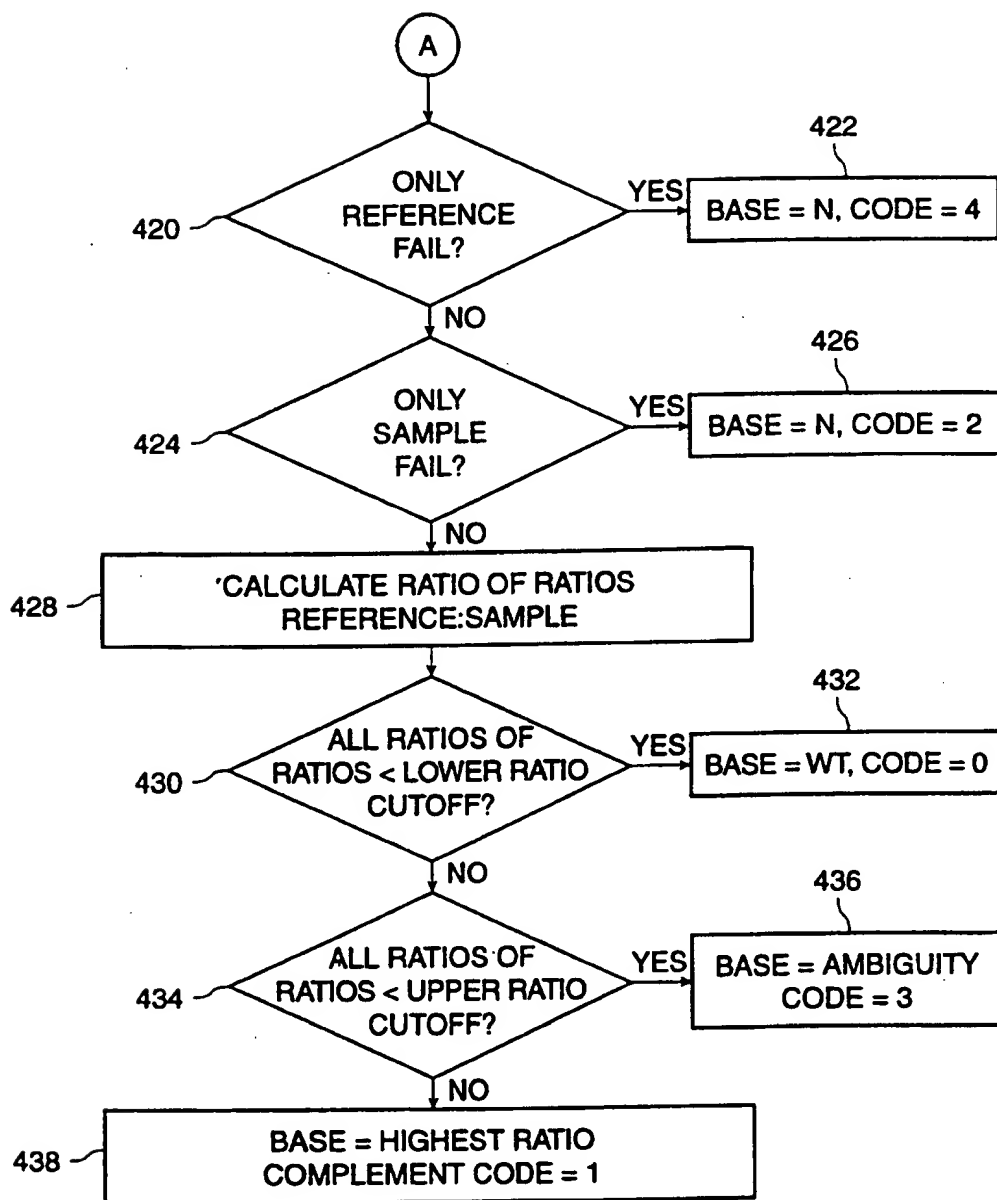 A
ONLY
REFERENCE
FAIL?
420
YES
422
BASE = N, CODE = 4
NO
ONLY
SAMPLE
FAIL?
424
YES
426
BASE = N, CODE = 2
NO
428
CALCULATE RATIO OF RATIOS
REFERENCE:SAMPLE
ALL RATIOS OF
RATIOS < LOWER RATIO
CUTOFF?
430
YES
432
BASE = WT, CODE = 0
NO
ALL RATIOS OF
RATIOS < UPPER RATIO
CUTOFF?
434
YES
436
BASE = AMBIGUITY
CODE = 3
NO
438
BASE = HIGHEST RATIO
COMPLEMENT CODE = 1